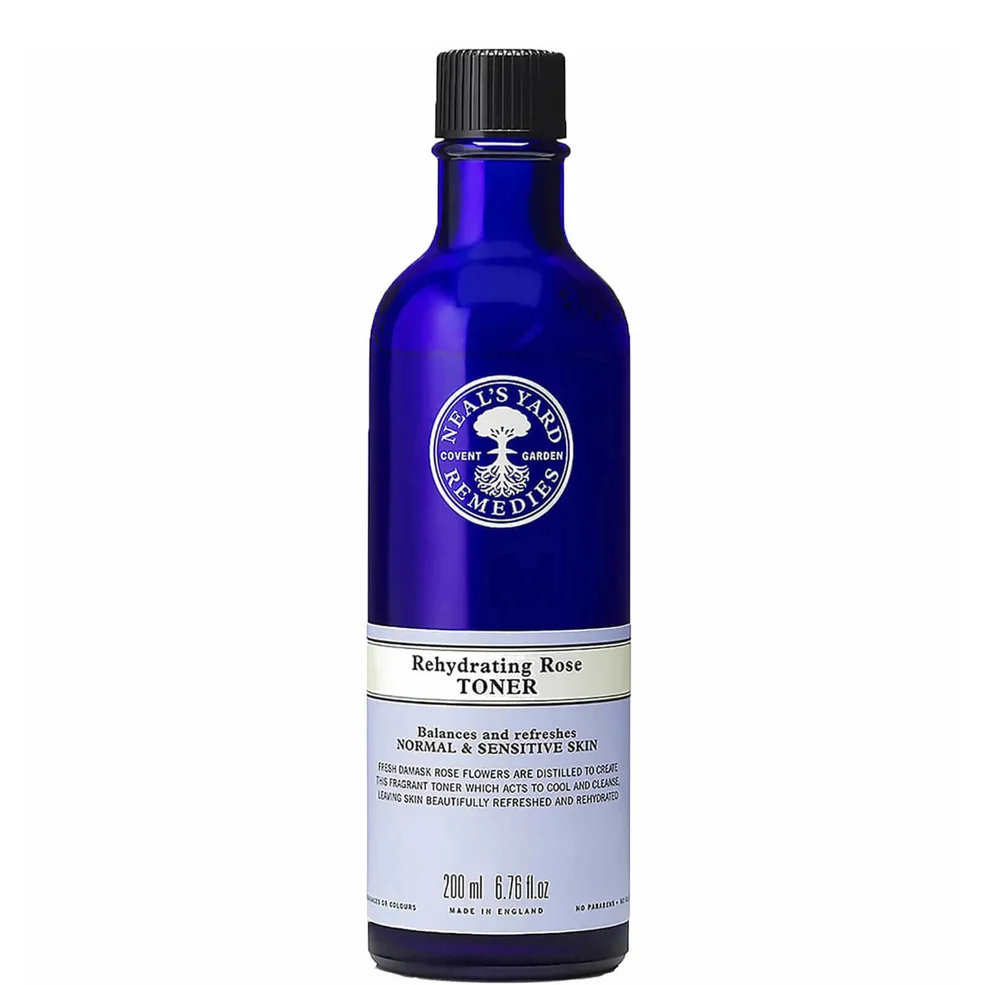 NEAL'S YARD
COVENT GARDEN
REMEDIES
Rehydrating Rose
TONER
Balances and refreshes
NORMAL & SENSITIVE SKIN
FRESH DAMASK ROSE FLOWERS ARE DISTILLED TO CREATE
THIS FRAGRANT TONER WHICH ACTS TO COOL AND CLEANSE,
LEAVING SKIN BEAUTIFULLY REFRESHED AND REHYDRATED
200 ml 6.76 fl.oz
OR COLOURS
MADE IN ENGLAND
NO PARABENS •